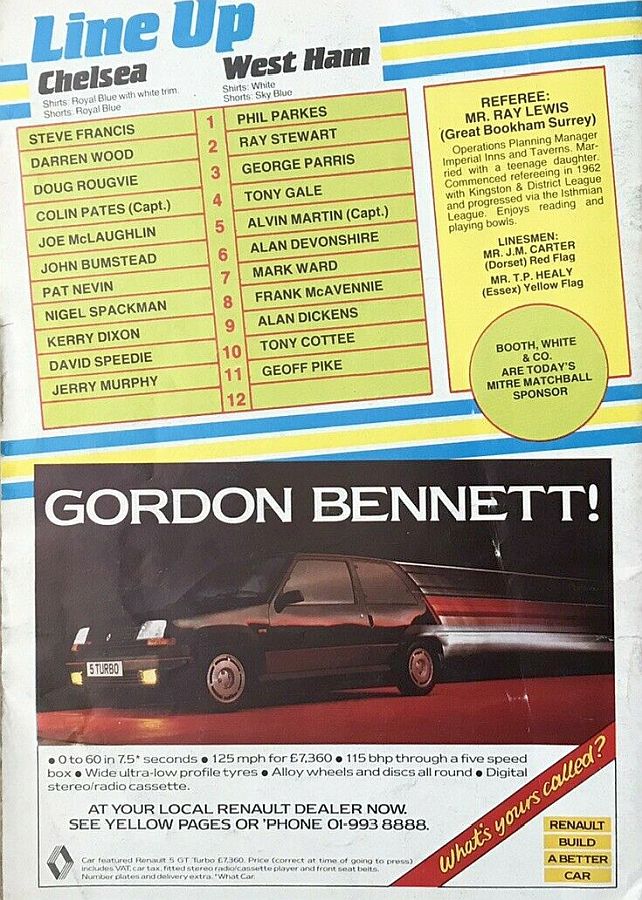 Line Up
Chelsea
Shirts: Royal Blue with white trim.
Shorts: Royal Blue
West Ham
Shirts: White
Shorts: Sky Blue
STEVE FRANCIS 1 PHIL PARKES
DARREN WOOD 2 RAY STEWART
DOUG ROUGVIE 3 GEORGE PARRIS
COLIN PATES (Capt.) 4 TONY GALE
JOE McLAUGHLIN 5 ALVIN MARTIN (Capt.)
JOHN BUMSTEAD 6 ALAN DEVONSHIRE
PAT NEVIN 7 MARK WARD
NIGEL SPACKMAN 8 FRANK McAVENNIE
KERRY DIXON 9 ALAN DICKENS
DAVID SPEEDIE 10 TONY COTTEE
JERRY MURPHY 11 GEOFF PIKE
12
REFEREE:
MR. RAY LEWIS
(Great Bookham Surrey)
Operations Planning Manager
Imperial Inns and Taverns. Mar-
ried with a teenage daughter.
Commenced refereeing in 1962
with Kingston & District League
and progressed via the Isthmian
League. Enjoys reading and
playing bowls.
LINESMEN:
MR. J.M. CARTER
(Dorset) Red Flag
MR. T.P. HEALY
(Essex) Yellow Flag
BOOTH, WHITE
& CO.
ARE TODAY'S
MITRE MATCHBALL
SPONSOR
GORDON BENNETT!
5 TURBO
● 0 to 60 in 7.5* seconds ● 125 mph for £7,360 ● 115 bhp through a five speed
box ● Wide ultra-low profile tyres ● Alloy wheels and discs all round ● Digital
stereo/radio cassette.
AT YOUR LOCAL RENAULT DEALER NOW.
SEE YELLOW PAGES OR 'PHONE 01-993 8888.
Car featured Renault 5 GT Turbo £7,360. Price (correct at time of going to press)
includes VAT, car tax, fitted stereo radio/cassette player and front seat belts.
Number plates and delivery extra. *What Car.
What's yours called?
RENAULT
BUILD
A BETTER
CAR